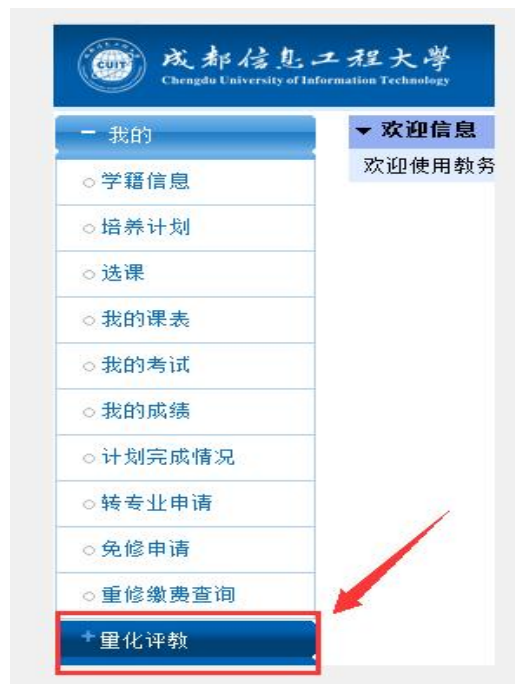 CUIT
成都信息工程大學
Chengdu University of Information Technology
我的
欢迎信息
欢迎使用教务
学籍信息
培养计划
选课
我的课表
我的考试
我的成绩
计划完成情况
转专业申请
免修申请
重修缴费查询
量化评教